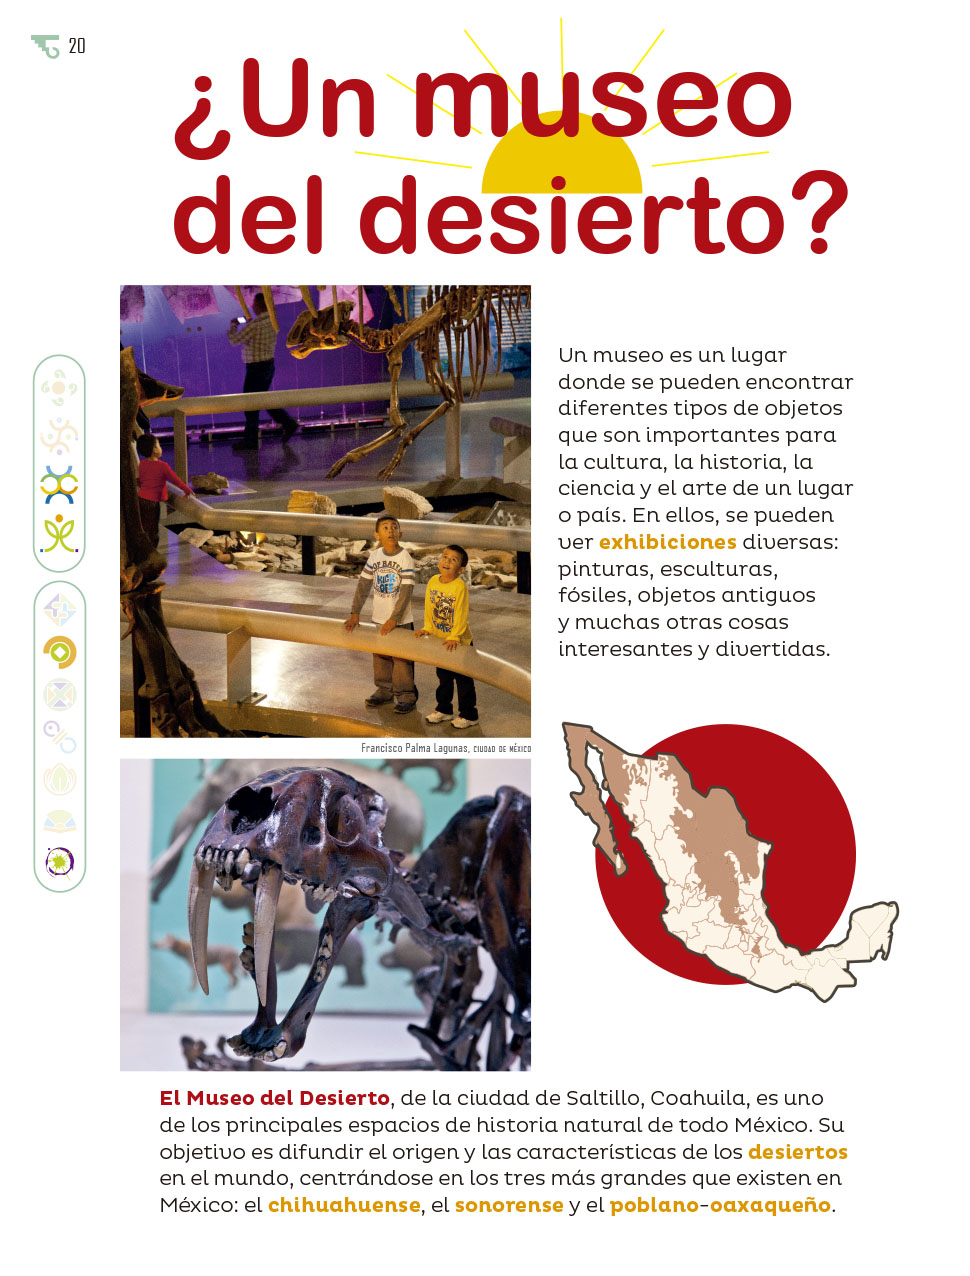 20
¿Un museo
del desierto?
Un museo es un lugar
donde se pueden encontrar
diferentes tipos de objetos
que son importantes para
la cultura, la historia, la
ciencia y el arte de un lugar
o país. En ellos, se pueden
ver exhibiciones diversas:
pinturas, esculturas,
fósiles, objetos antiguos
y muchas otras cosas
interesantes y divertidas.
Francisco Palma Lagunas, CIUDAD DE MÉXICO
El Museo del Desierto, de la ciudad de Saltillo, Coahuila, es uno
de los principales espacios de historia natural de todo México. Su
objetivo es difundir el origen y las características de los desiertos
en el mundo, centrándose en los tres más grandes que existen en
México: el chihuahuense, el sonorense y el poblano-oaxaqueño.